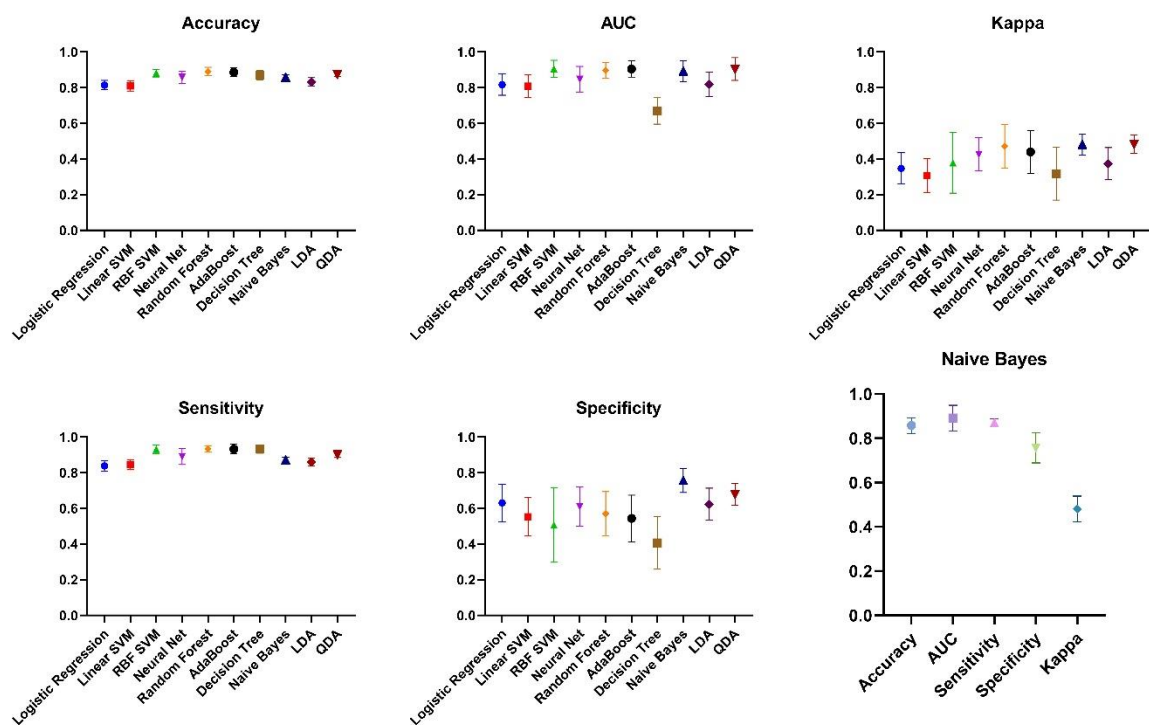 Accuracy
1.0
0.8
0.6
0.4
0.2
0.0
Logistic Regression
Linear SVM
RBF SVM
Neural Net
Random Forest
AdaBoost
Decision Tree
Naive Bayes
LDA
QDA
AUC
1.0
0.8
0.6
0.4
0.2
0.0
Logistic Regression
Linear SVM
RBF SVM
Neural Net
Random Forest
AdaBoost
Decision Tree
Naive Bayes
LDA
QDA
Kappa
1.0
0.8
0.6
0.4
0.2
0.0
Logistic Regression
Linear SVM
RBF SVM
Neural Net
Random Forest
AdaBoost
Decision Tree
Naive Bayes
LDA
QDA
Sensitivity
1.0
0.8
0.6
0.4
0.2
0.0
Logistic Regression
Linear SVM
RBF SVM
Neural Net
Random Forest
AdaBoost
Decision Tree
Naive Bayes
LDA
QDA
Specificity
1.0
0.8
0.6
0.4
0.2
0.0
Logistic Regression
Linear SVM
RBF SVM
Neural Net
Random Forest
AdaBoost
Decision Tree
Naive Bayes
LDA
QDA
Naive Bayes
1.0
0.8
0.6
0.4
0.2
0.0
Accuracy
AUC
Sensitivity
Specificity
Kappa